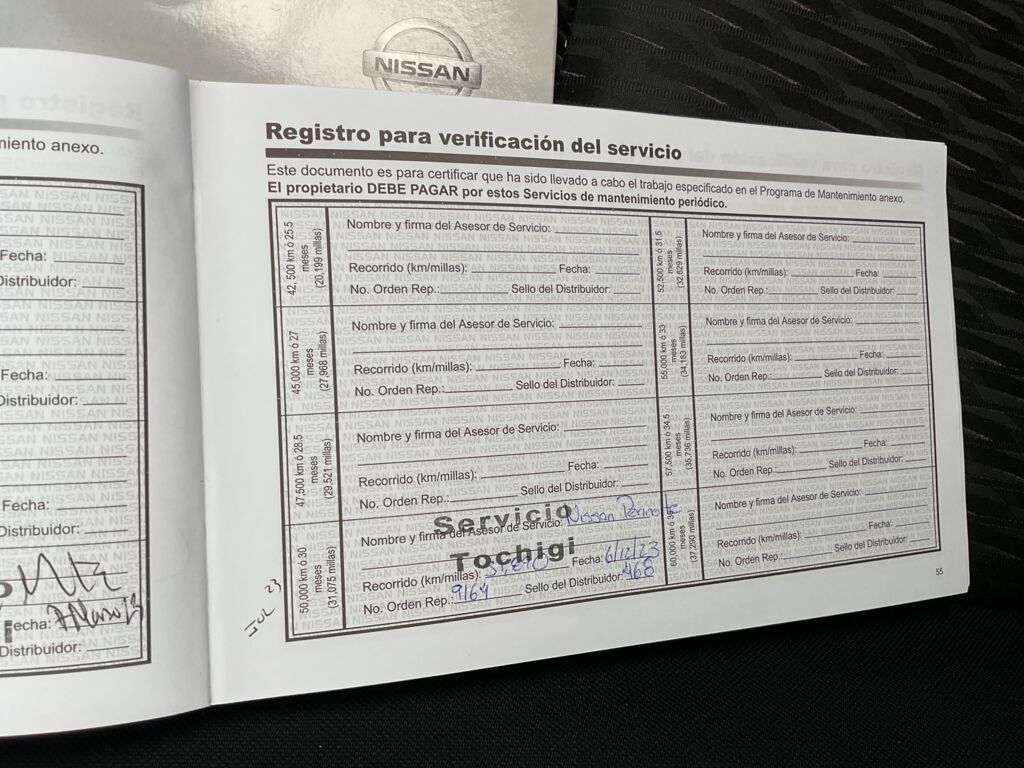 NISSAN
miento anexo.
Fecha:
Distribuidor:
Fecha:
Distribuidor:
Fecha:
Distribuidor:
Fecha:
Distribuidor:
Registro para verificación del servicio
Este documento es para certificar que ha sido llevado a cabo el trabajo especificado en el Programa de Mantenimiento anexo.
El propietario DEBE PAGAR por estos Servicios de mantenimiento periódico.
42,500 km ó 25.5
meses
(20,199 millas)
Nombre y firma del Asesor de Servicio:
Recorrido (km/millas): Fecha:
No. Orden Rep.: Sello del Distribuidor:
45,000 km ó 27
meses
(27,968 millas)
Nombre y firma del Asesor de Servicio:
Recorrido (km/millas): Fecha:
No. Orden Rep.: Sello del Distribuidor:
47,500 km ó 28.5
meses
(29,521 millas)
Nombre y firma del Asesor de Servicio:
Recorrido (km/millas): Fecha:
No. Orden Rep.: Sello del Distribuidor:
JUL 23
50,000 km ó 30
meses
(31,075 millas)
Servicio
Tochigi
Nombre y firma del Asesor de Servicio: Nissan
Recorrido (km/millas): Fecha: 6/12/23
No. Orden Rep.: 9164 Sello del Distribuidor: 468
52,500 km ó 31.5
meses
(32,629 millas)
Nombre y firma del Asesor de Servicio:
Recorrido (km/millas): Fecha:
No. Orden Rep.: Sello del Distribuidor:
55,000 km ó 33
meses
(34,183 millas)
Nombre y firma del Asesor de Servicio:
Recorrido (km/millas): Fecha:
No. Orden Rep.: Sello del Distribuidor:
57,500 km ó 34.5
meses
(35,736 millas)
Nombre y firma del Asesor de Servicio:
Recorrido (km/millas): Fecha:
No. Orden Rep.: Sello del Distribuidor:
60,000 km ó
meses
(37,290 millas)
Nombre y firma del Asesor de Servicio:
Recorrido (km/millas): Fecha:
No. Orden Rep.: Sello del Distribuidor:
55